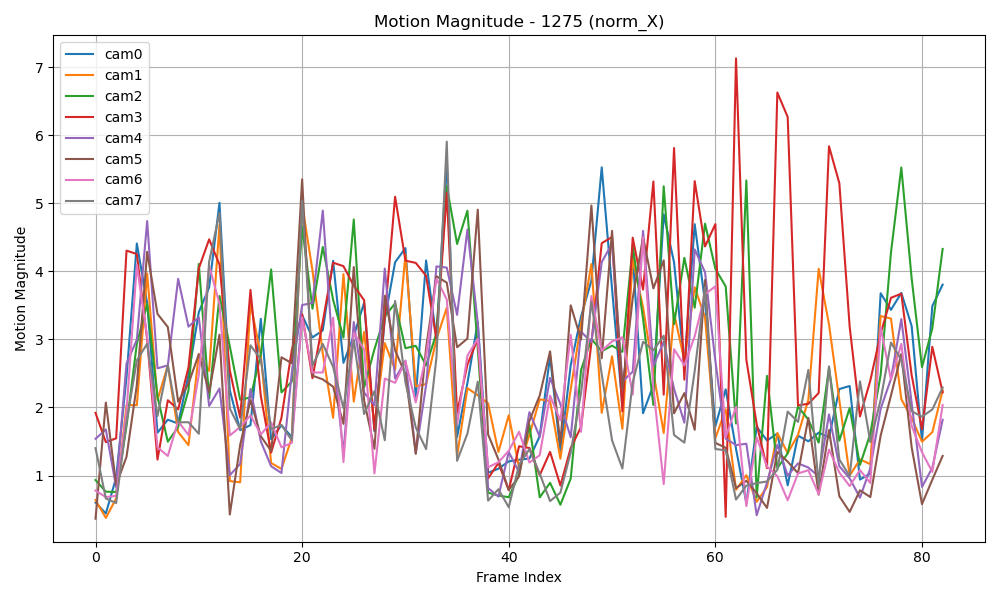 Motion Magnitude - 1275 (norm_X)
cam0
cam1
cam2
cam3
cam4
cam5
cam6
cam7
Motion Magnitude
7
6
5
4
3
2
1
0 20 40 60 80
Frame Index